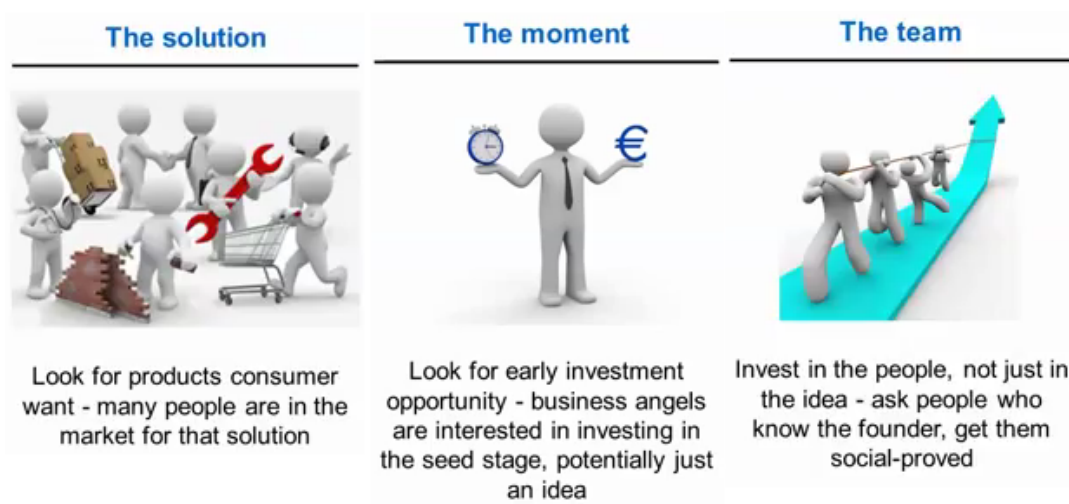 The solution
Look for products consumer
want - many people are in the
market for that solution
The moment
€
Look for early investment
opportunity - business angels
are interested in investing in
the seed stage, potentially just
an idea
The team
Invest in the people, not just in
the idea - ask people who
know the founder, get them
social-proved